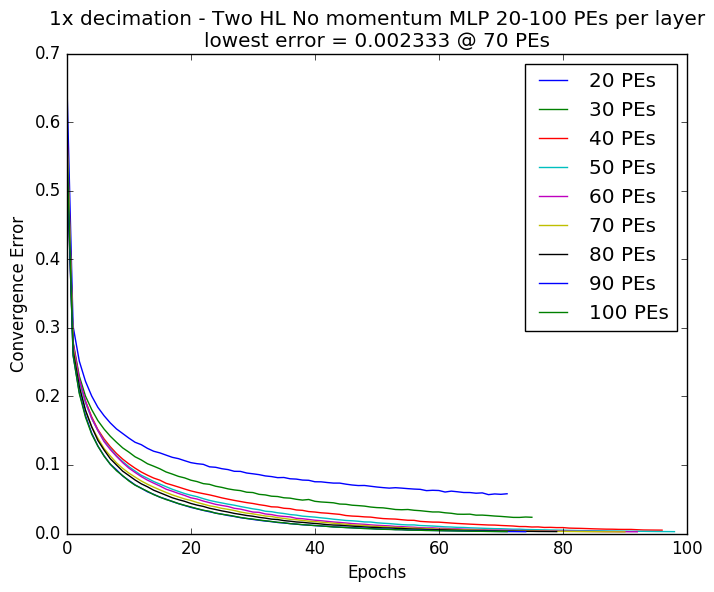 1x decimation - Two HL No momentum MLP 20-100 PEs per layer
lowest error = 0.002333 @ 70 PEs
0.7
0.6
0.5
0.4
0.3
0.2
0.1
0.0
Convergence Error
20 PEs
30 PEs
40 PEs
50 PEs
60 PEs
70 PEs
80 PEs
90 PEs
100 PEs
0 20 40 60 80 100
Epochs